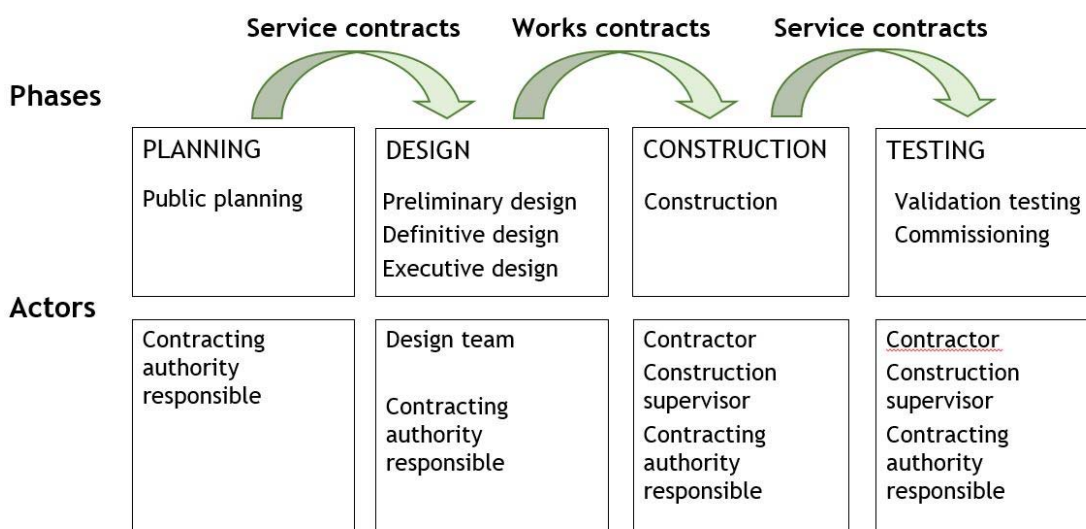 Service contracts
Works contracts
Service contracts
Phases
PLANNING
Public planning
DESIGN
Preliminary design
Definitive design
Executive design
CONSTRUCTION
Construction
TESTING
Validation testing
Commissioning
Actors
Contracting
authority
responsible
Design team
Contracting
authority
responsible
Contractor
Construction
supervisor
Contracting
authority
responsible
Contractor
Construction
supervisor
Contracting
authority
responsible